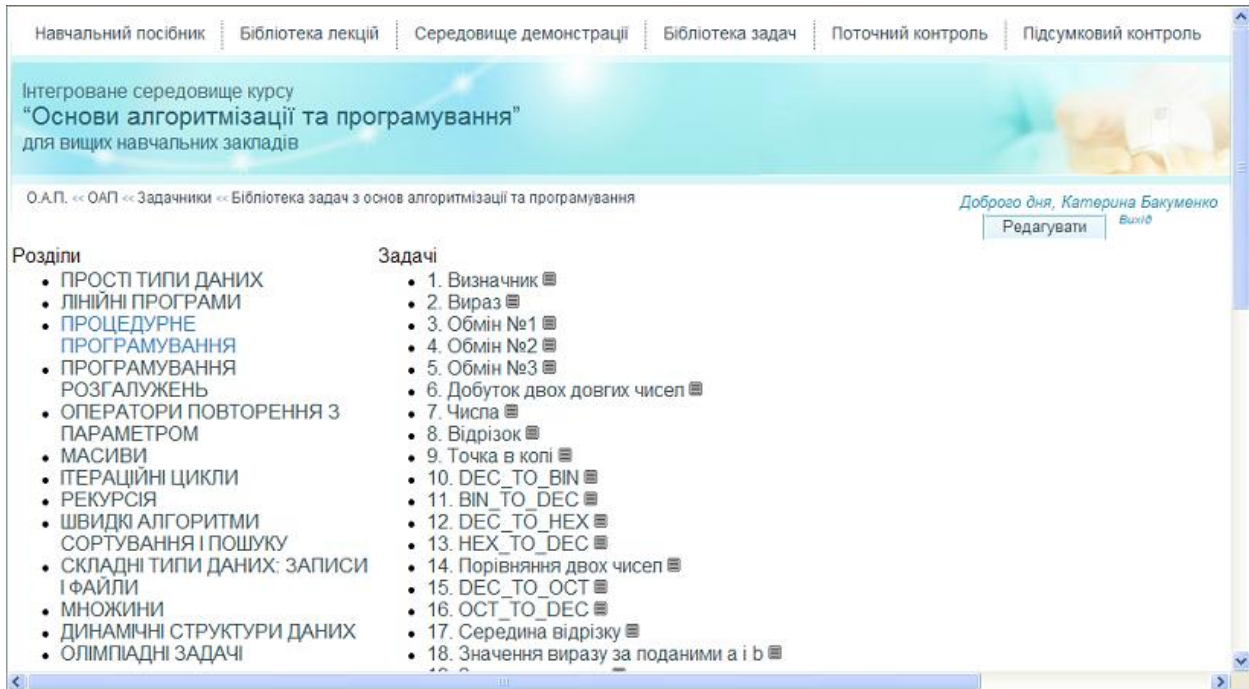 Навчальний посібник Бібліотека лекцій Середовище демонстрації Бібліотека задач Поточний контроль Підсумковий контроль
Інтегроване середовище курсу
“Основи алгоритмізації та програмування”
для вищих навчальних закладів
О.А.П. << ОАП << Задачники << Бібліотека задач з основ алгоритмізації та програмування
Доброго дня, Катерина Бакуменко
Редагувати Вихід
Розділи
• ПРОСТІ ТИПИ ДАНИХ
• ЛІНІЙНІ ПРОГРАМИ
• ПРОЦЕДУРНЕ
ПРОГРАМУВАННЯ
• ПРОГРАМУВАННЯ
РОЗГАЛУЖЕНЬ
• ОПЕРАТОРИ ПОВТОРЕННЯ З
ПАРАМЕТРОМ
• МАСИВИ
• ІТЕРАЦІЙНІ ЦИКЛИ
• РЕКУРСІЯ
• ШВИДКІ АЛГОРИТМИ
СОРТУВАННЯ І ПОШУКУ
• СКЛАДНІ ТИПИ ДАНИХ: ЗАПИСИ
І ФАЙЛИ
• МНОЖИНИ
• ДИНАМІЧНІ СТРУКТУРИ ДАНИХ
• ОЛІМПІАДНІ ЗАДАЧІ
Задачі
• 1. Визначник
• 2. Вираз
• 3. Обмін №1
• 4. Обмін №2
• 5. Обмін №3
• 6. Добуток двох довгих чисел
• 7. Числа
• 8. Відрізок
• 9. Точка в колі
• 10. DEC_TO_BIN
• 11. BIN_TO_DEC
• 12. DEC_TO_HEX
• 13. HEX_TO_DEC
• 14. Порівняння двох чисел
• 15. DEC_TO_OCT
• 16. OCT_TO_DEC
• 17. Середина відрізку
• 18. Значення виразу за поданими a і b